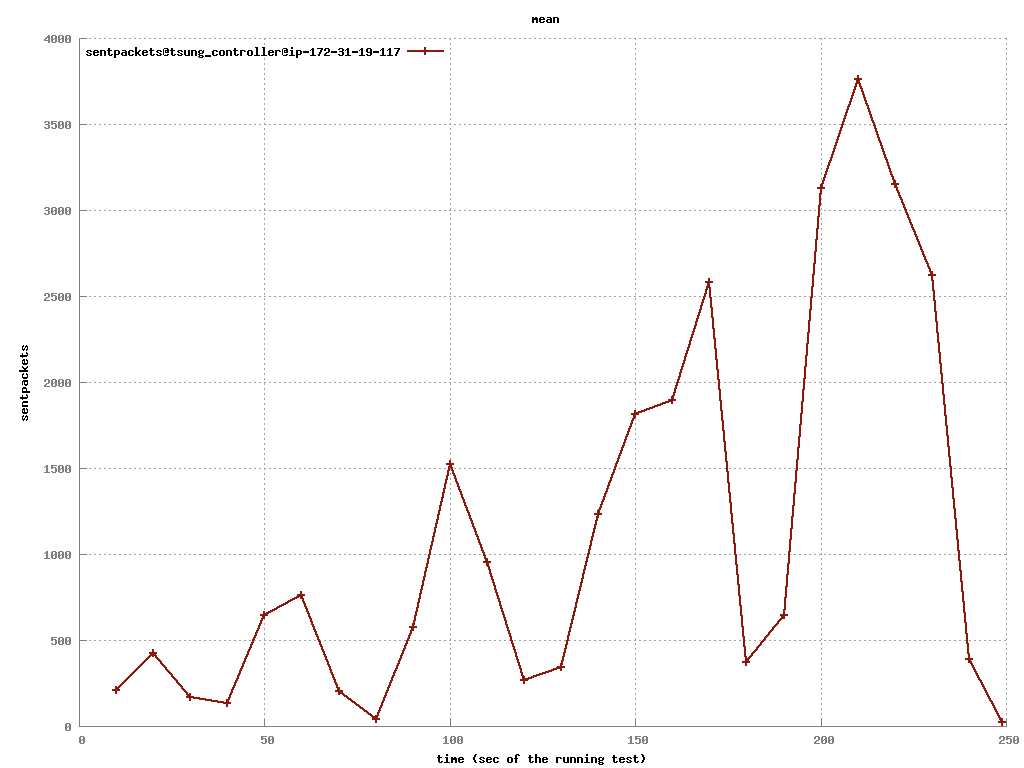 mean
sentpackets@tsung_controller@ip-172-31-19-117
4000
3500
3000
2500
2000
1500
1000
500
0
sentpackets
0 50 100 150 200 250
time (sec of the running test)